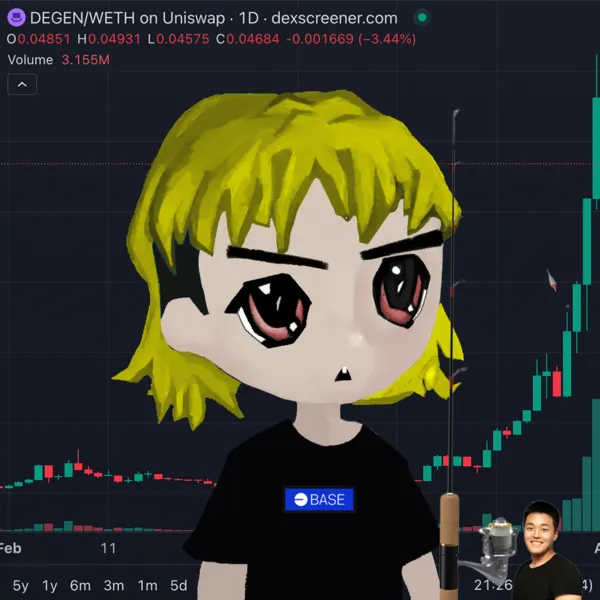 DEGEN/WETH on Uniswap · 1D · dexscreener.com
O0.04851 H0.04931 L0.04575 C0.04684 -0.001669 (−3.44%)
Volume 3.155M
BASE
Feb 11
5y 1y 6m 3m 1m 5d 21:26